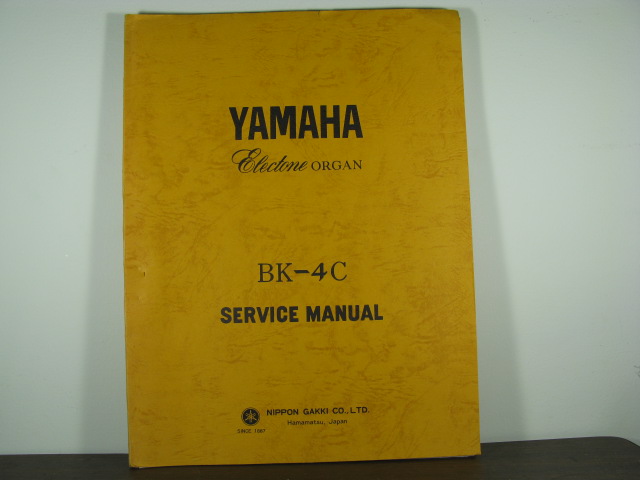 YAMAHA
Electone ORGAN
BK-4C
SERVICE MANUAL
NIPPON GAKKI CO., LTD.
Hamamatsu, Japan
SINCE 1887